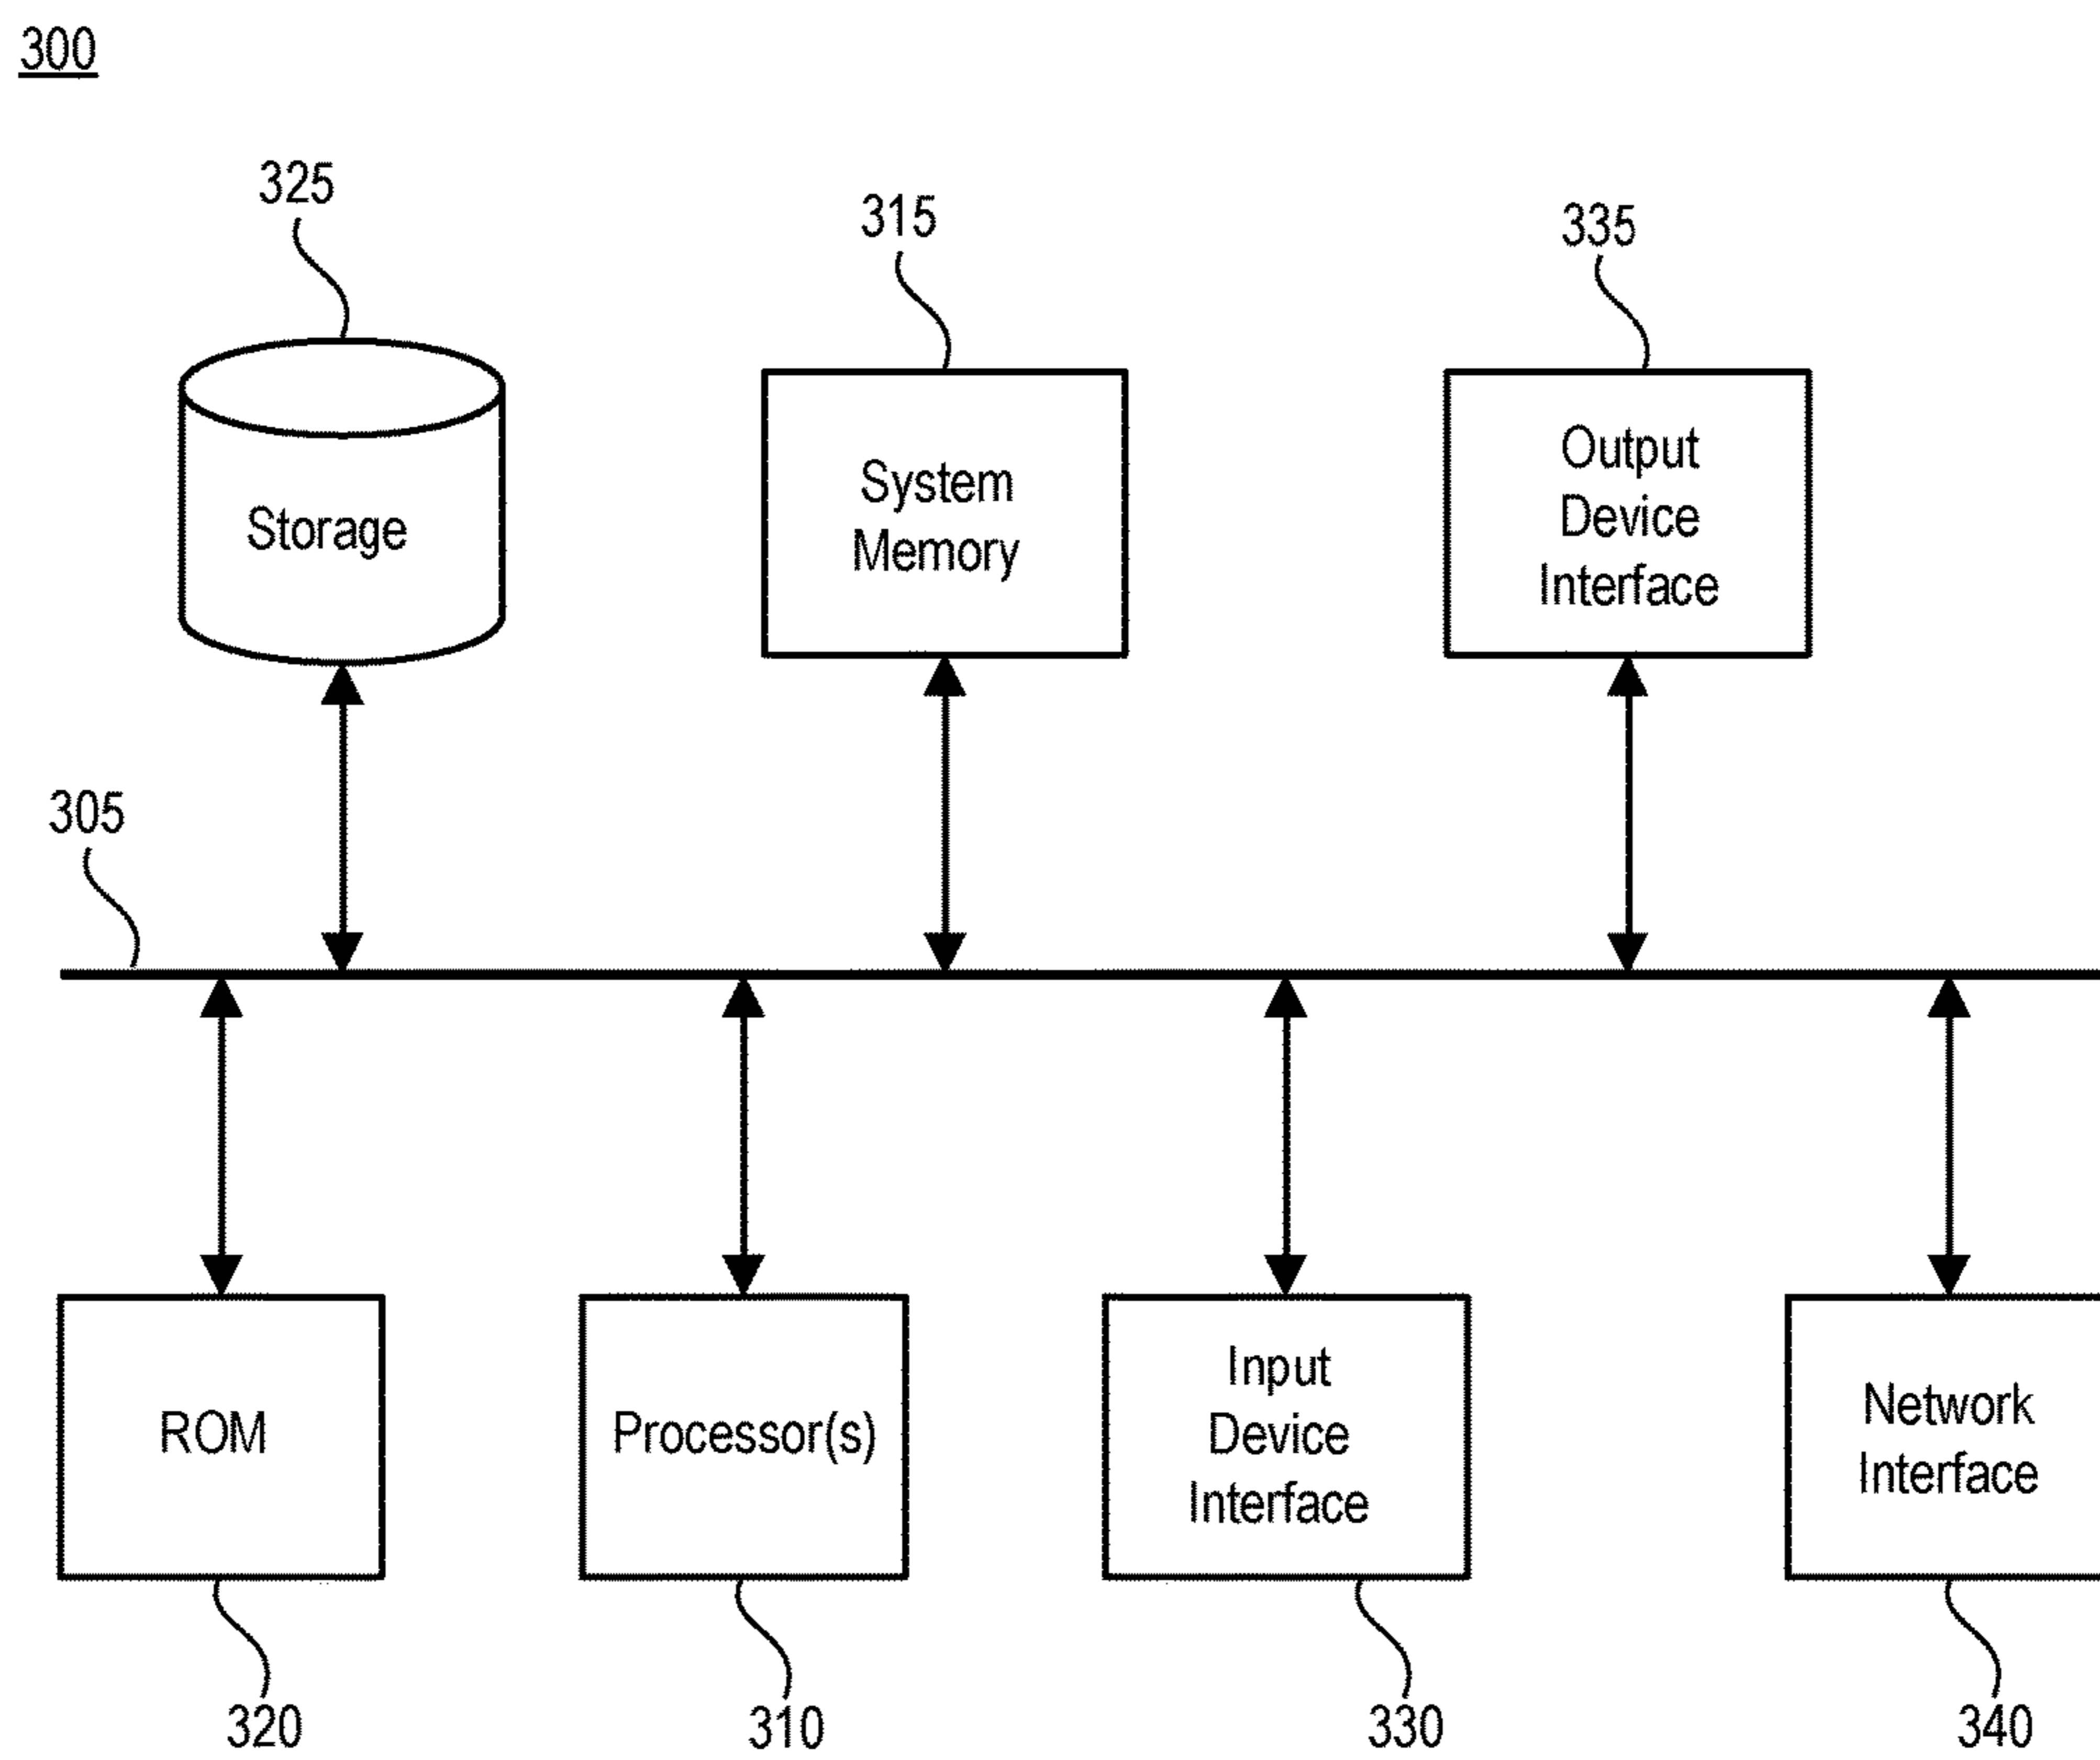 300
325
315
335
Storage
System
Memory
Output
Device
Interface
305
ROM
Processor(s)
Input
Device
Interface
Network
Interface
320
310
330
340